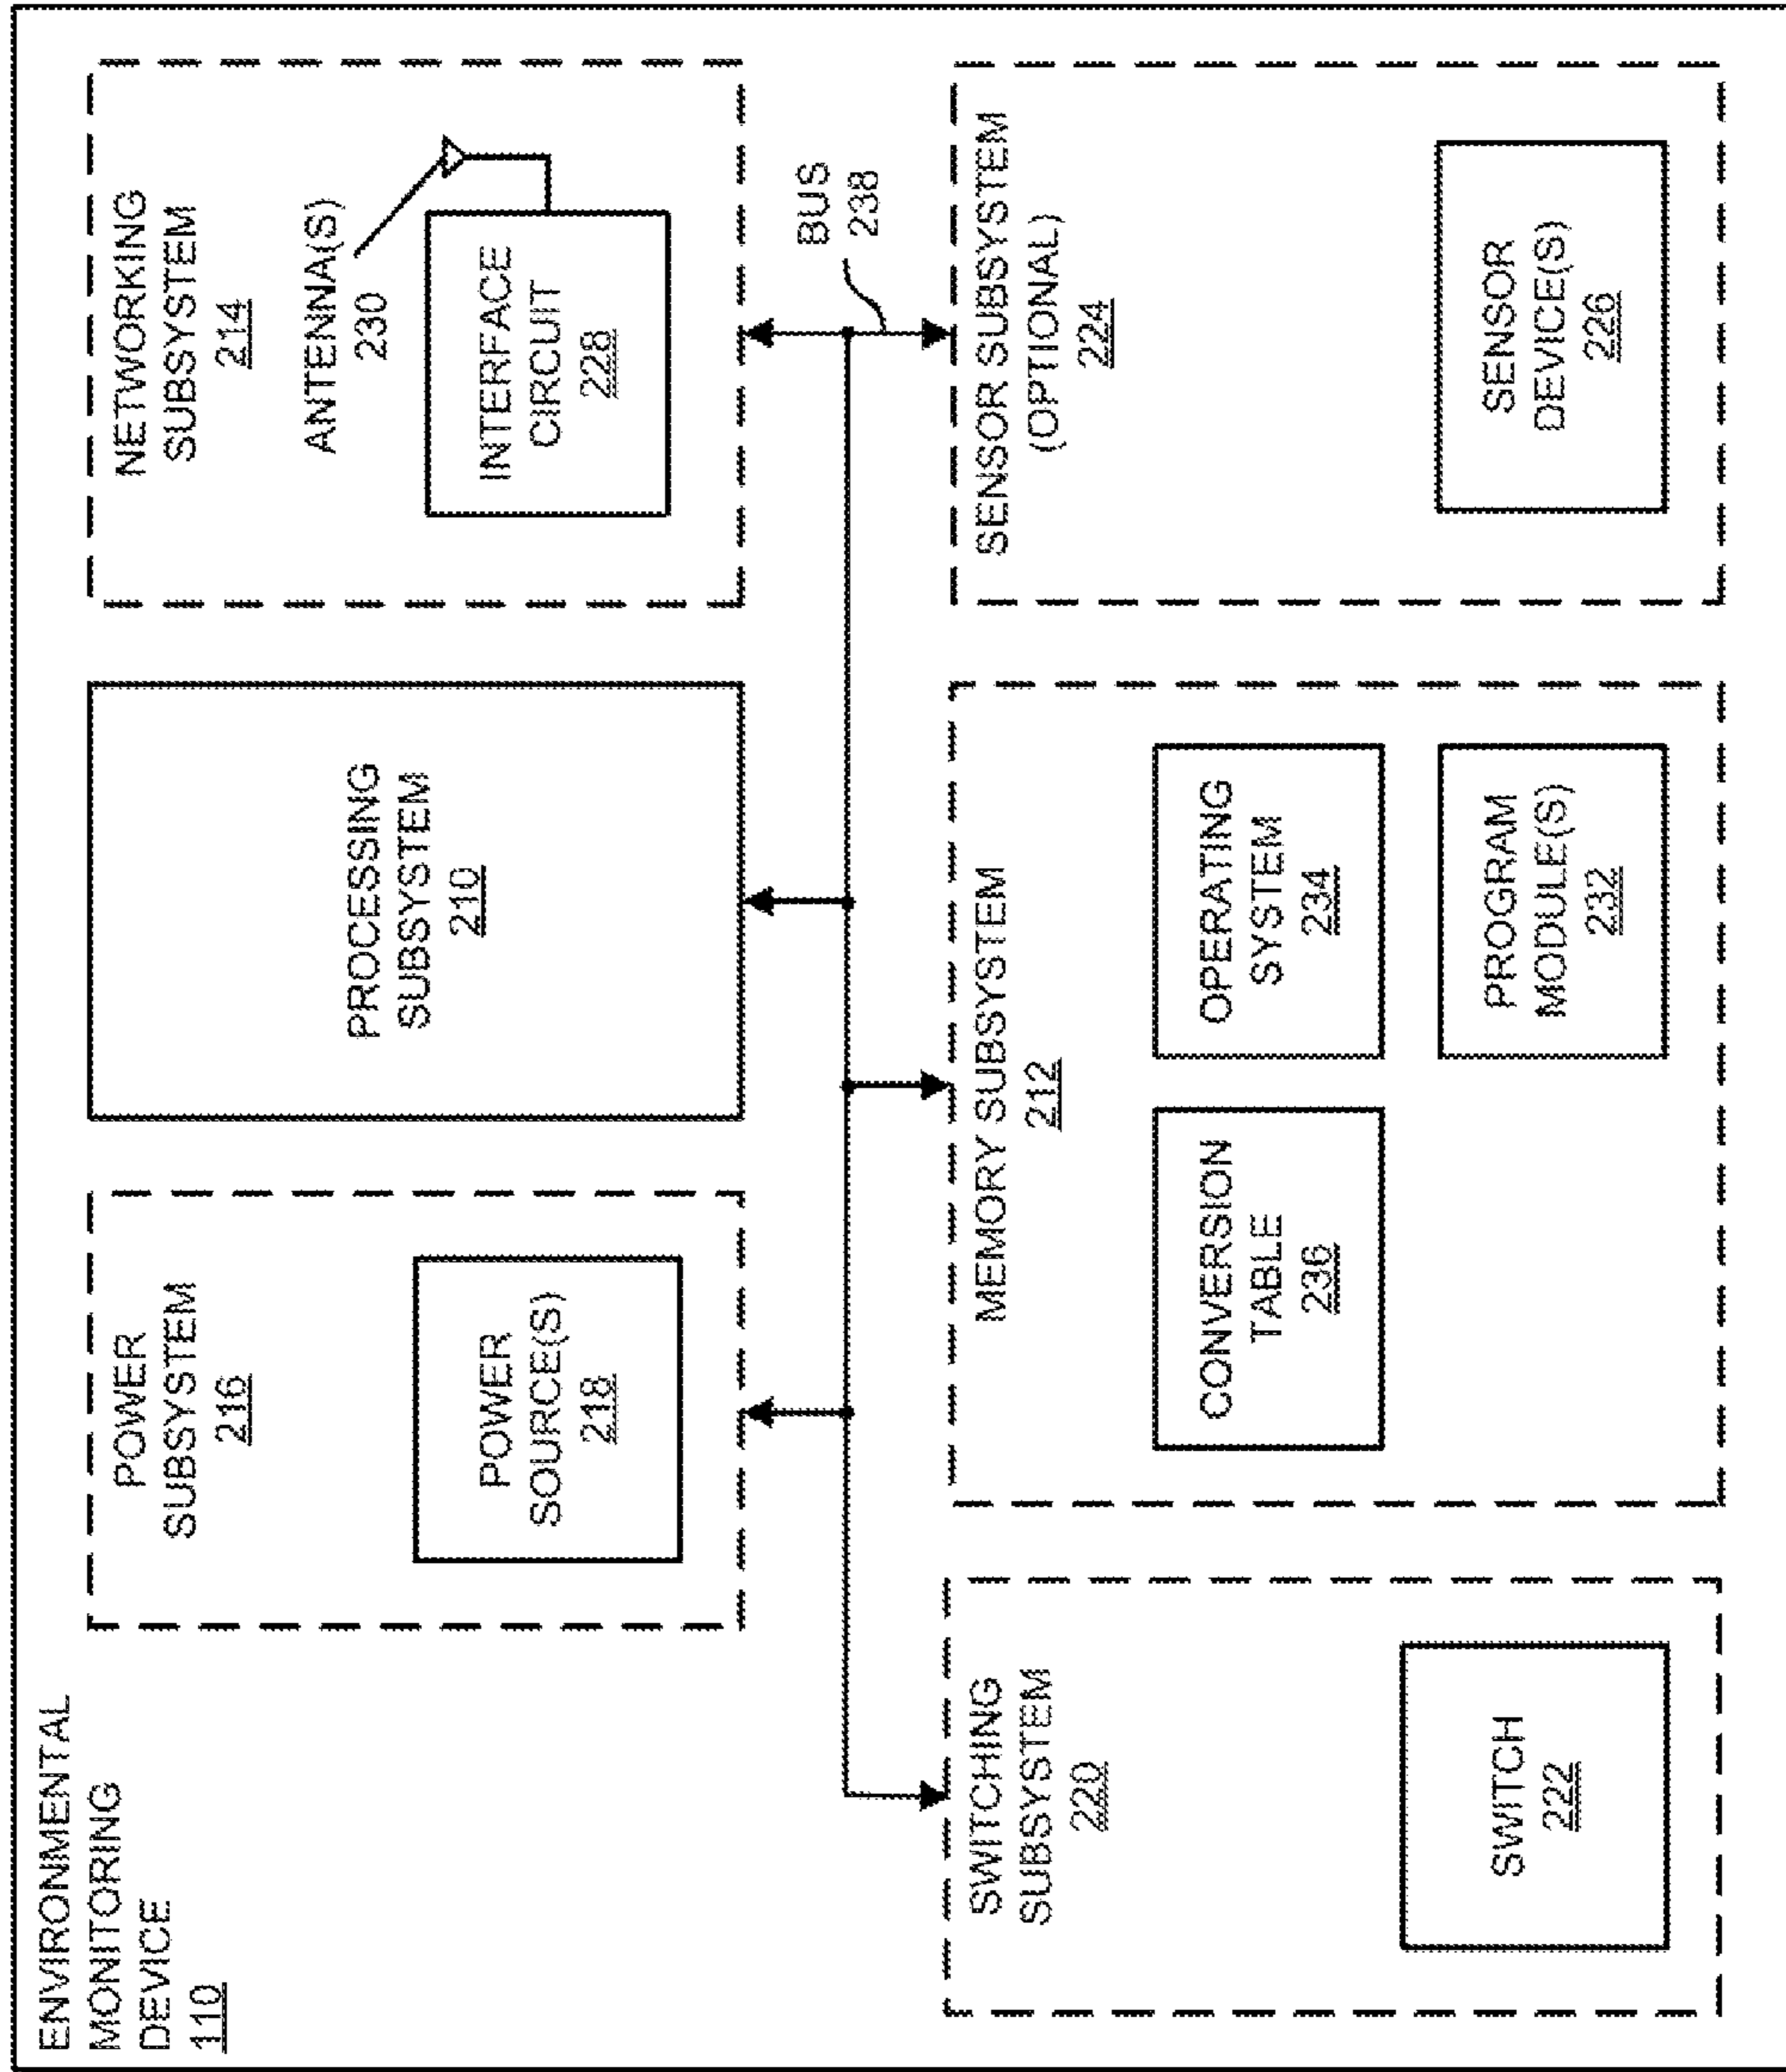 ENVIRONMENTAL
MONITORING
DEVICE
110
POWER
SUBSYSTEM
216
POWER
SOURCE(S)
218
PROCESSING
SUBSYSTEM
210
NETWORKING
SUBSYSTEM
214
ANTENNA(S)
230
INTERFACE
CIRCUIT
228
BUS
238
SWITCHING
SUBSYSTEM
220
SWITCH
222
MEMORY SUBSYSTEM
212
CONVERSION
TABLE
236
OPERATING
SYSTEM
234
PROGRAM
MODULE(S)
232
SENSOR SUBSYSTEM
(OPTIONAL)
224
SENSOR
DEVICE(S)
226